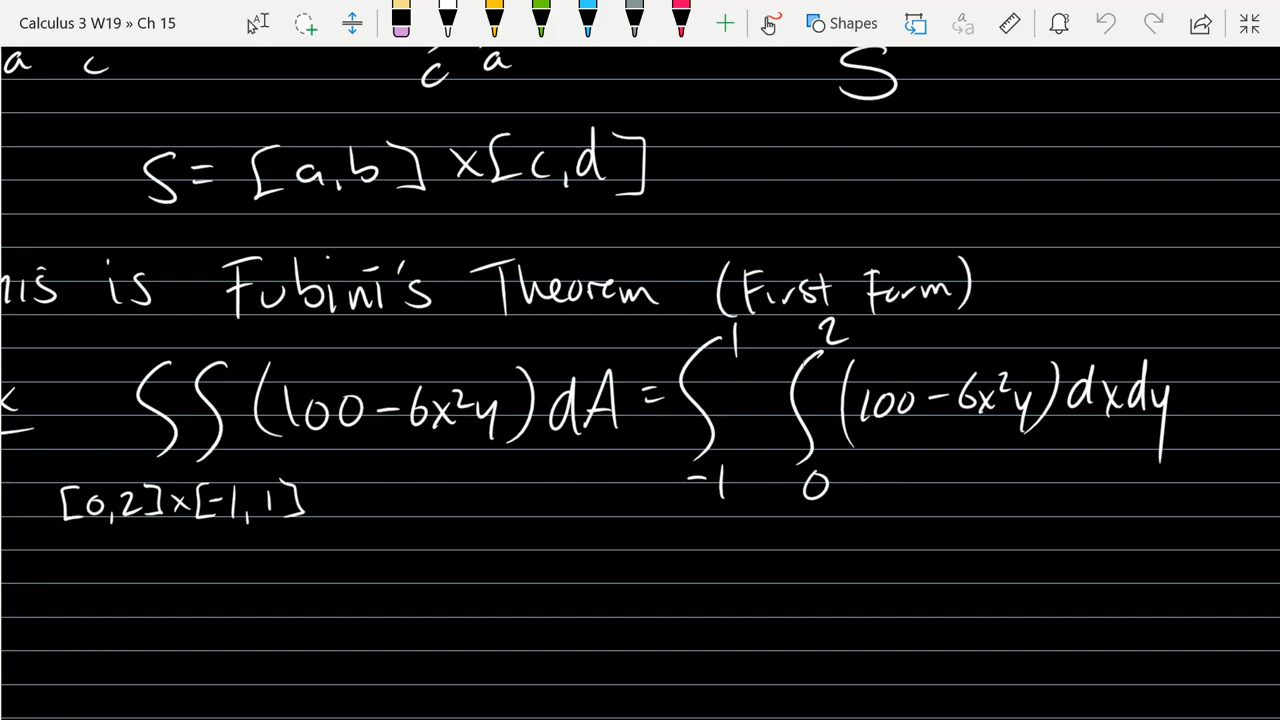 Calculus 3 W19 » Ch 15
Shapes
a c
c a
S
S = [a,b] × [c,d]
is Fubini's Theorem (First Form)
∫∫ (100 - 6x²y) dA = ∫₋₁¹ ∫₀² (100 - 6x²y) dx dy
[0,2]×[-1,1]